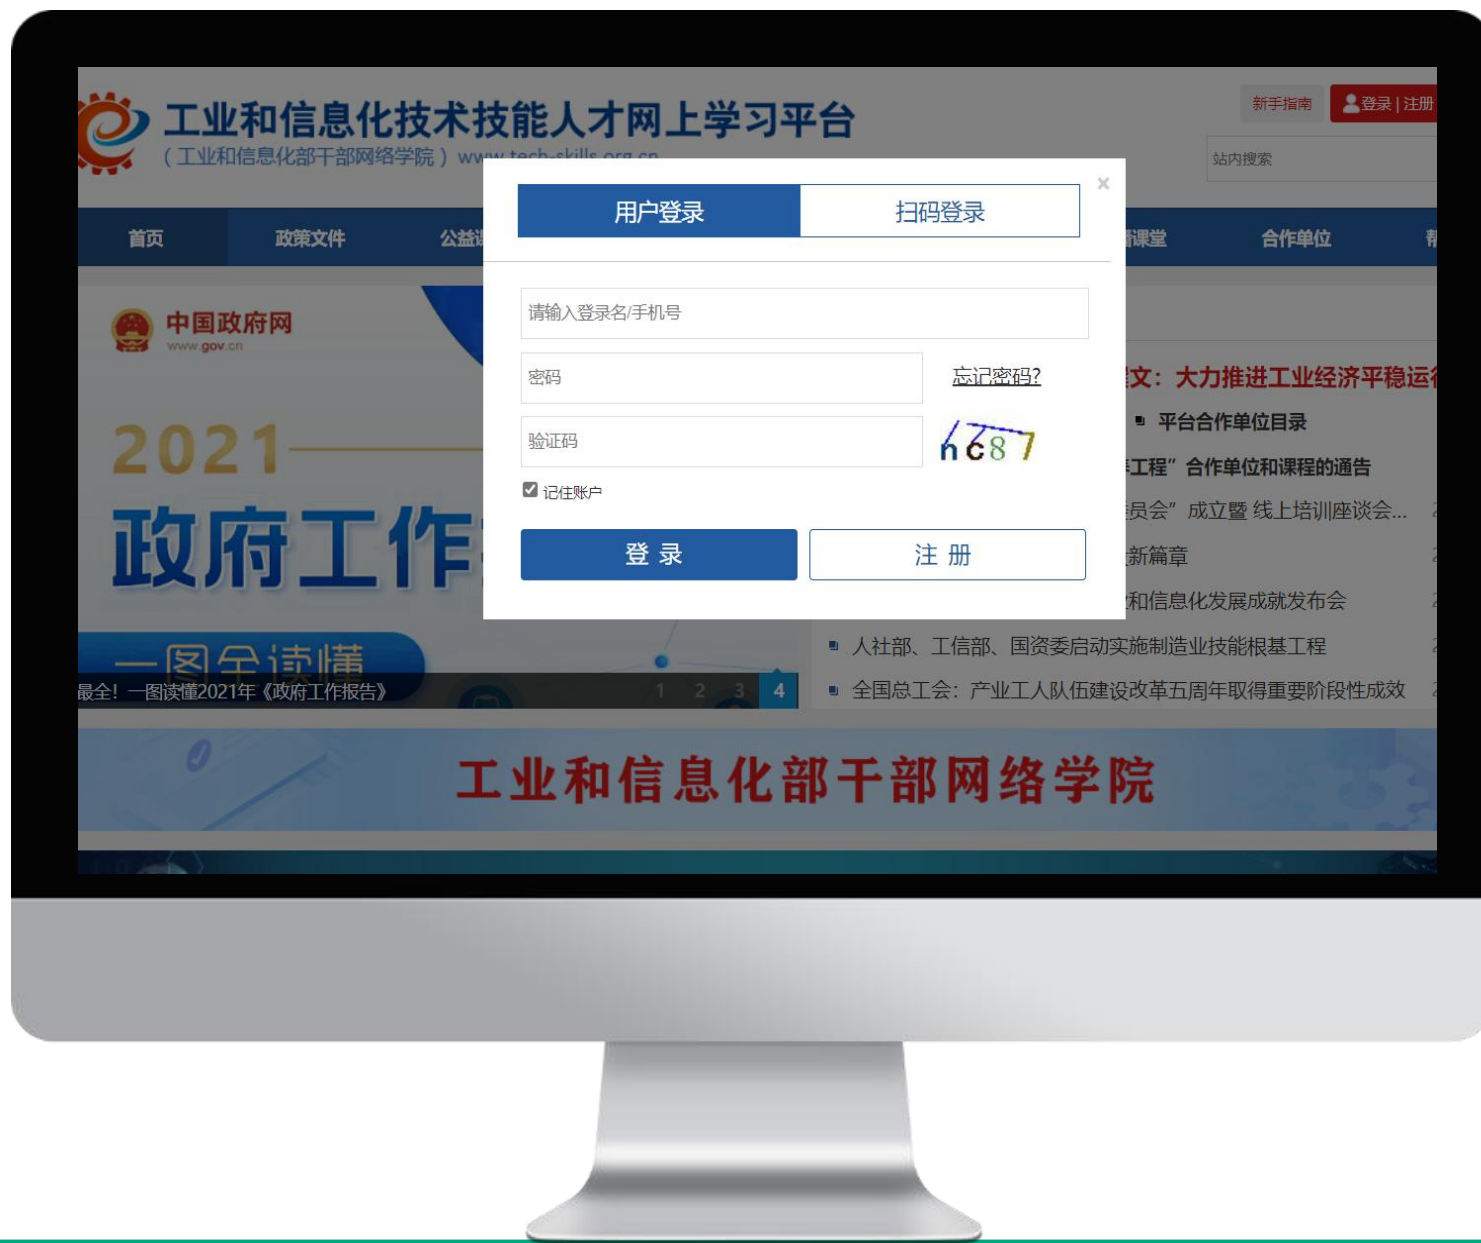 工业和信息化技术技能人才网上学习平台
（工业和信息化部干部网络学院）www.tech-skills.org.cn
新手指南
登录 | 注册
站内搜索
首页
政策文件
公益
课堂
合作单位
×
用户登录
扫码登录
请输入登录名/手机号
密码
忘记密码?
验证码
hc87
记住账户
登 录
注 册
中国政府网
www.gov.cn
2021
政府工作
一图全读懂
最全！一图读懂2021年《政府工作报告》
1 2 3 4
文：大力推进工业经济平稳运
平台合作单位目录
工程”合作单位和课程的通告
员会”成立暨 线上培训座谈会...
新篇章
和信息化发展成就发布会
人社部、工信部、国资委启动实施制造业技能根基工程
全国总工会：产业工人队伍建设改革五周年取得重要阶段性成效
工业和信息化部干部网络学院